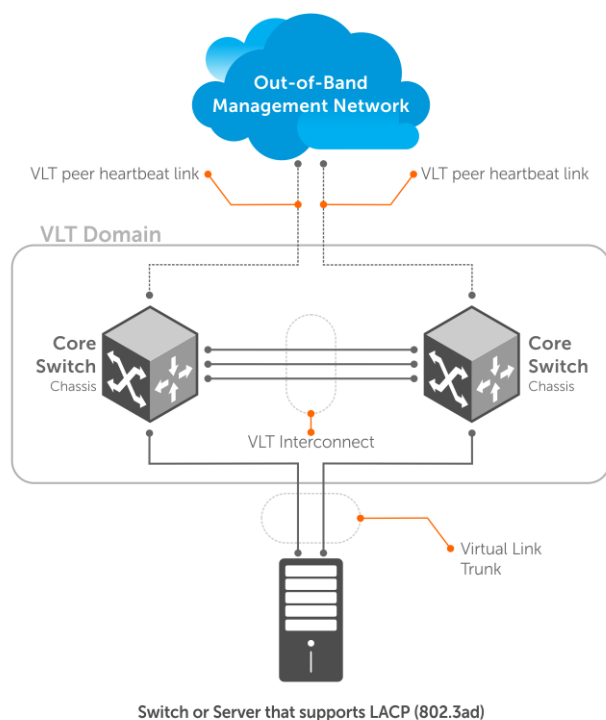 Out-of-Band
Management Network
VLT peer heartbeat link
VLT peer heartbeat link
VLT Domain
Core
Switch
Chassis
Core
Switch
Chassis
VLT Interconnect
Virtual Link
Trunk
Switch or Server that supports LACP (802.3ad)